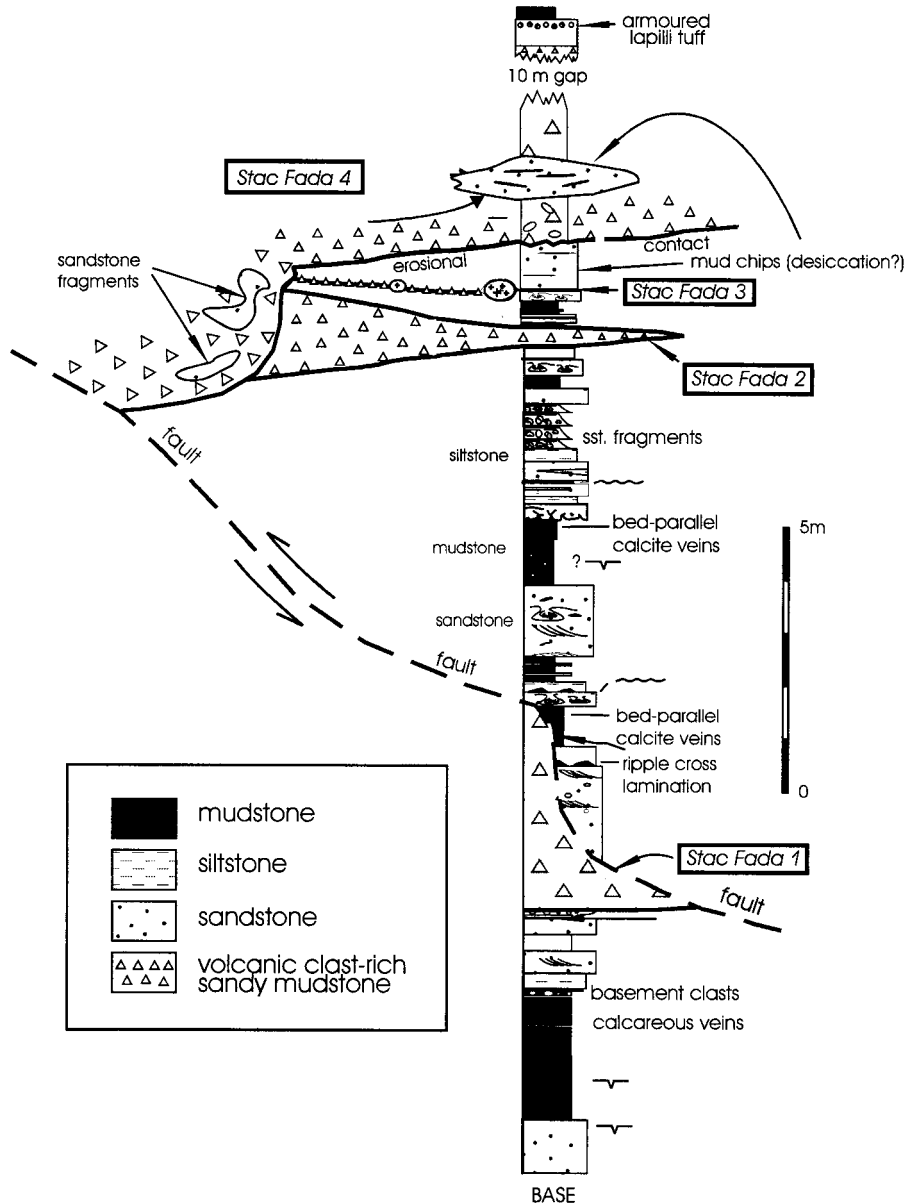 armoured
lapilli tuff
10 m gap
Stac Fada 4
sandstone
fragments
erosional
contact
mud chips (desiccation?)
Stac Fada 3
Stac Fada 2
fault
siltstone
sst. fragments
mudstone
bed-parallel
calcite veins
?
5m
sandstone
fault
bed-parallel
calcite veins
ripple cross
lamination
0
Stac Fada 1
fault
mudstone
siltstone
sandstone
volcanic clast-rich
sandy mudstone
basement clasts
calcareous veins
BASE